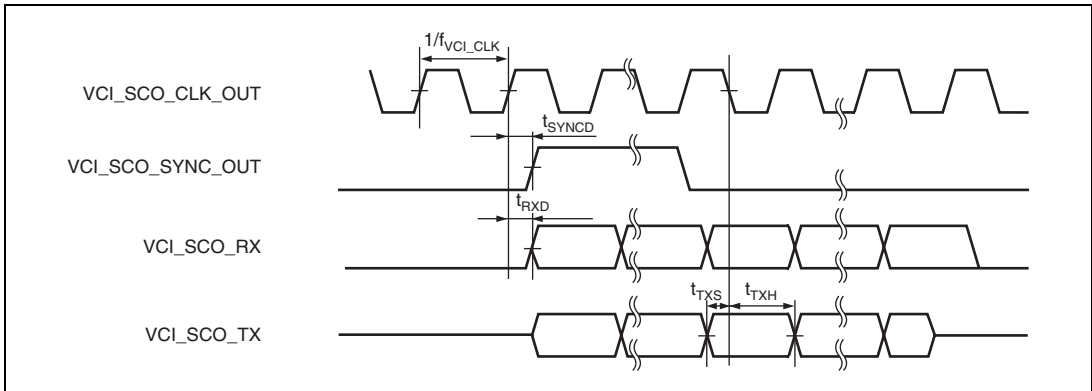 1/fVCI_CLK
VCI_SCO_CLK_OUT
tSYNCD
VCI_SCO_SYNC_OUT
tRXD
VCI_SCO_RX
tTXS tTXH
VCI_SCO_TX